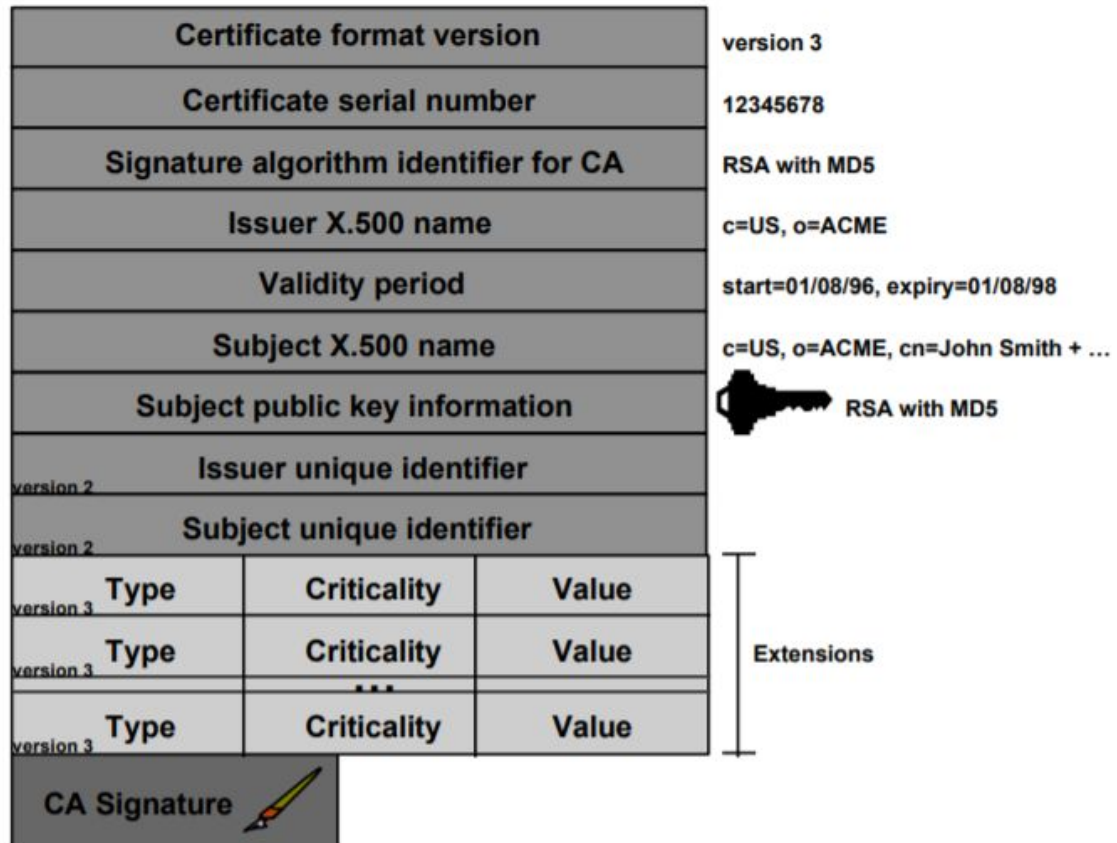 Certificate format version version 3
Certificate serial number 12345678
Signature algorithm identifier for CA RSA with MD5
Issuer X.500 name c=US, o=ACME
Validity period start=01/08/96, expiry=01/08/98
Subject X.500 name c=US, o=ACME, cn=John Smith + ...
Subject public key information RSA with MD5
Issuer unique identifier
version 2
Subject unique identifier
version 2
Type Criticality Value
version 3
Type Criticality Value Extensions
version 3
...
Type Criticality Value
version 3
CA Signature